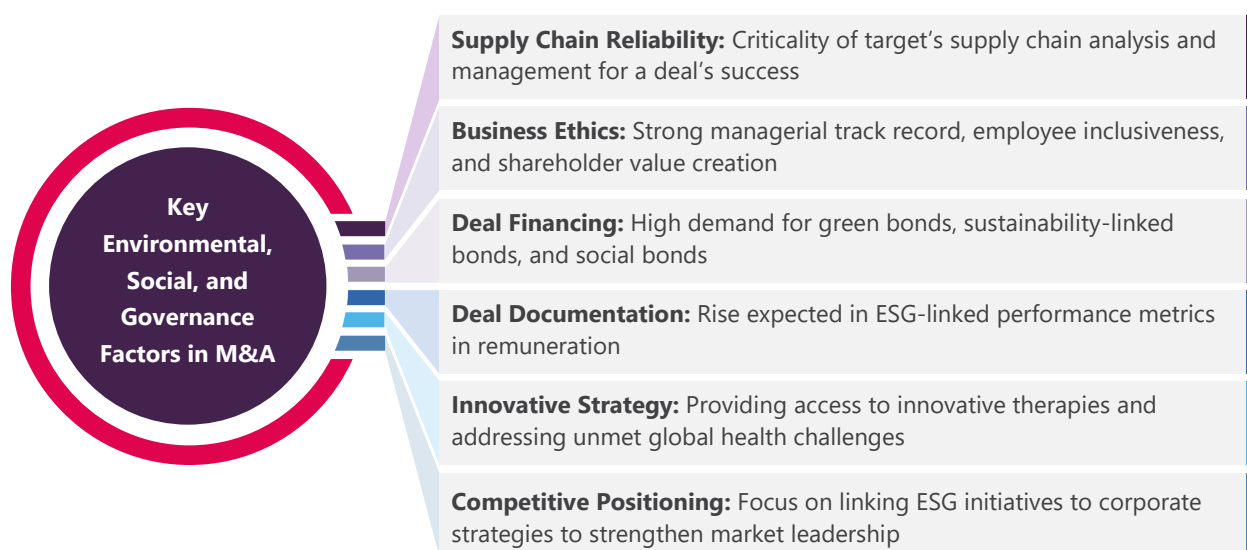 Key
Environmental,
Social, and
Governance
Factors in M&A
Supply Chain Reliability: Criticality of target's supply chain analysis and
management for a deal's success
Business Ethics: Strong managerial track record, employee inclusiveness,
and shareholder value creation
Deal Financing: High demand for green bonds, sustainability-linked
bonds, and social bonds
Deal Documentation: Rise expected in ESG-linked performance metrics
in remuneration
Innovative Strategy: Providing access to innovative therapies and
addressing unmet global health challenges
Competitive Positioning: Focus on linking ESG initiatives to corporate
strategies to strengthen market leadership